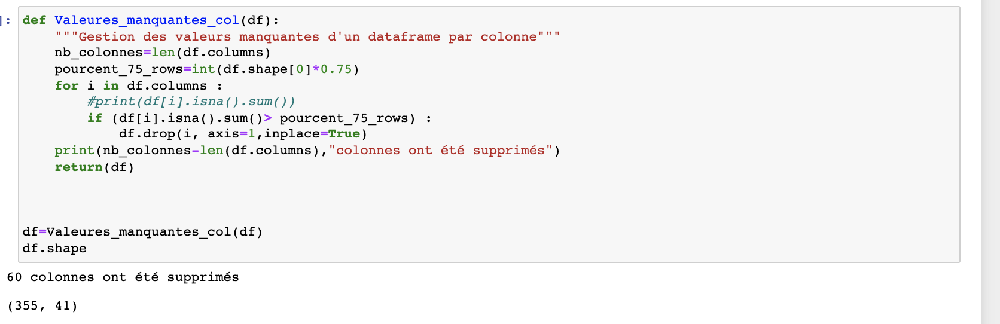 ]: def Valeures_manquantes_col(df):
"""Gestion des valeurs manquantes d'un dataframe par colonne"""
nb_colonnes=len(df.columns)
pourcent_75_rows=int(df.shape[0]*0.75)
for i in df.columns :
#print(df[i].isna().sum())
if (df[i].isna().sum()> pourcent_75_rows) :
df.drop(i, axis=1,inplace=True)
print(nb_colonnes-len(df.columns),"colonnes ont été supprimés")
return(df)
df=Valeures_manquantes_col(df)
df.shape
60 colonnes ont été supprimés
(355, 41)